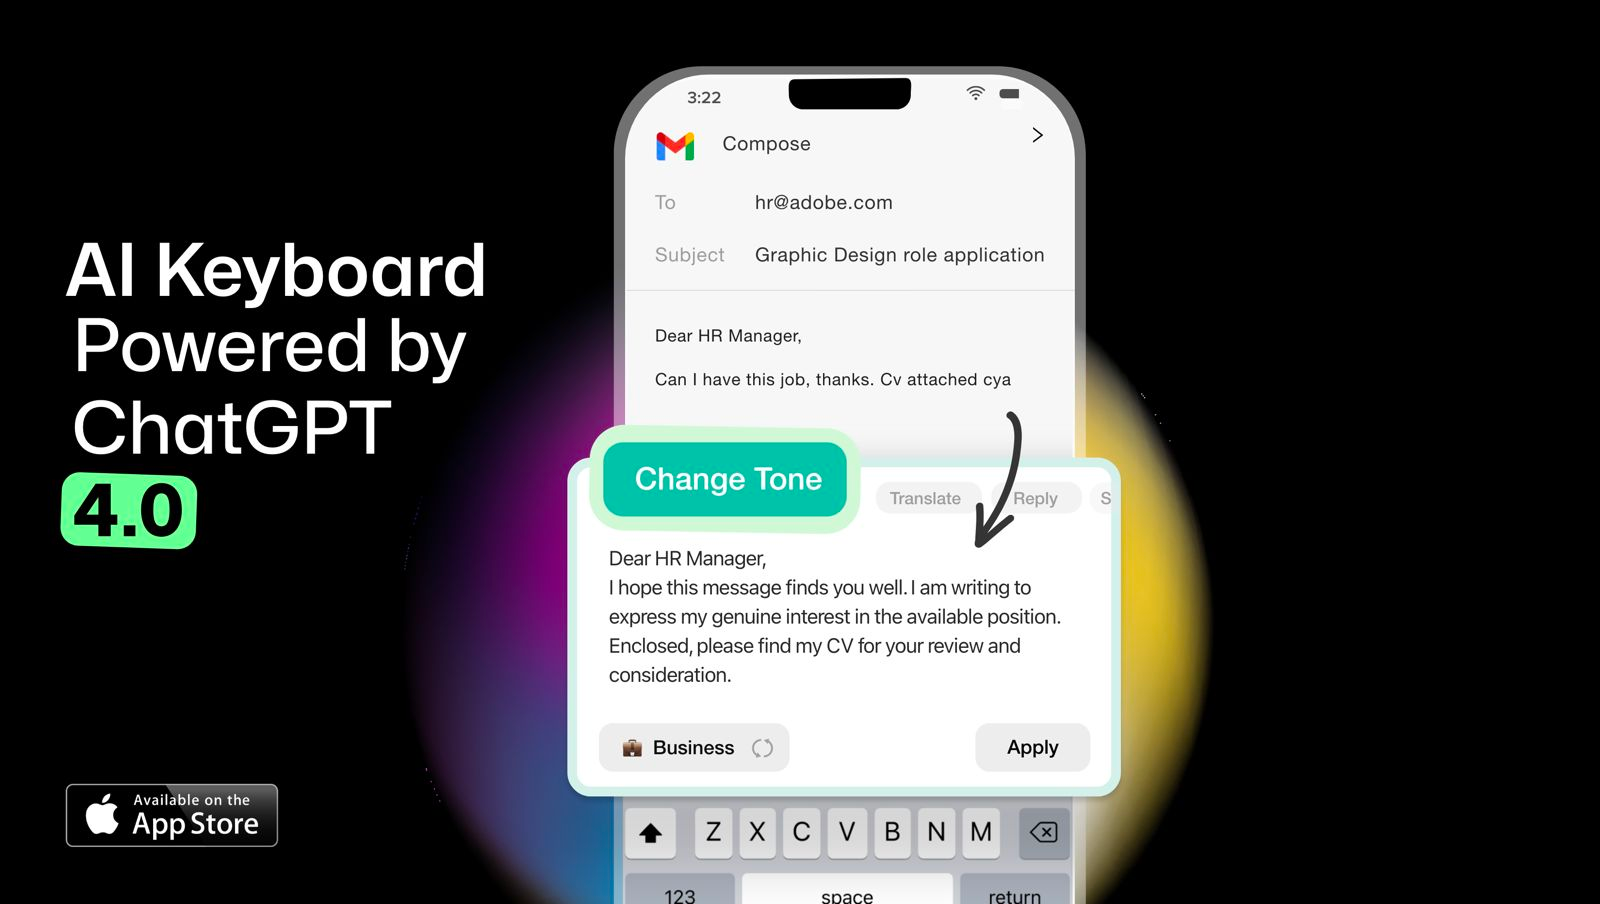 AI Keyboard
Powered by
ChatGPT
4.0
Available on the
App Store
3:22
Compose
To hr@adobe.com
Subject Graphic Design role application
Dear HR Manager,
Can I have this job, thanks. Cv attached cya
Change Tone
Translate
Reply
S
Dear HR Manager,
I hope this message finds you well. I am writing to
express my genuine interest in the available position.
Enclosed, please find my CV for your review and
consideration.
Business
Apply
Z X C V B N M
123 space return